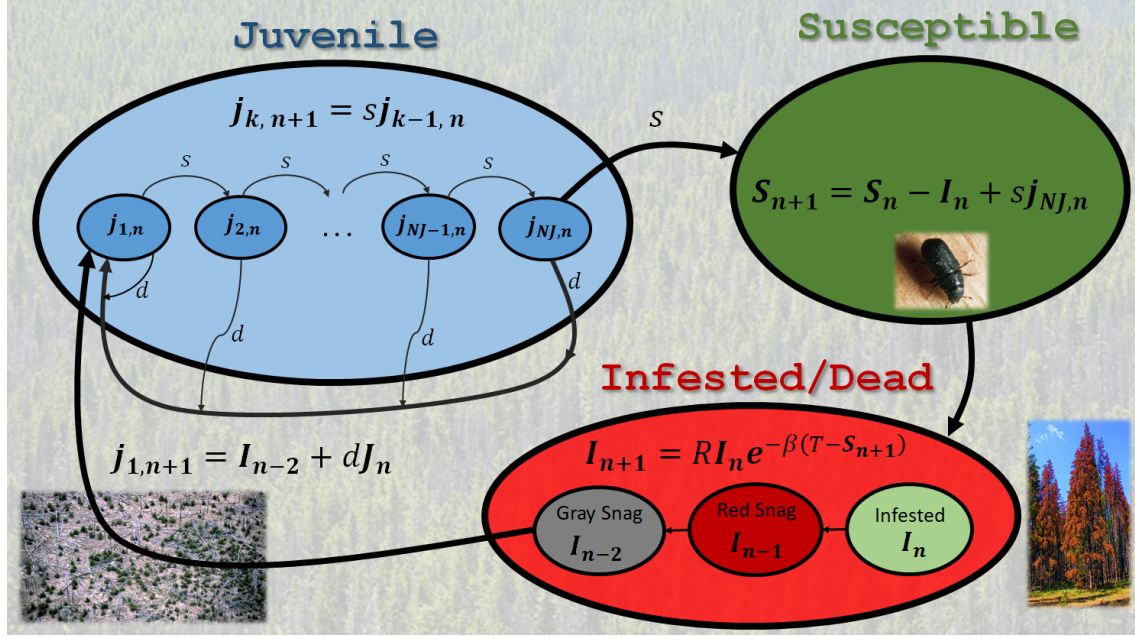 Juvenile
Susceptible
j_{k,n+1} = sj_{k−1,n}
s
s
s
s
s
j_{1,n}
j_{2,n}
...
j_{NJ−1,n}
j_{NJ,n}
S_{n+1} = S_n − I_n + sj_{NJ,n}
d
d
d
d
Infested/Dead
j_{1,n+1} = I_{n−2} + dJ_n
I_{n+1} = RI_n e^{−β(T−S_{n+1})}
Gray Snag
I_{n−2}
Red Snag
I_{n−1}
Infested
I_n